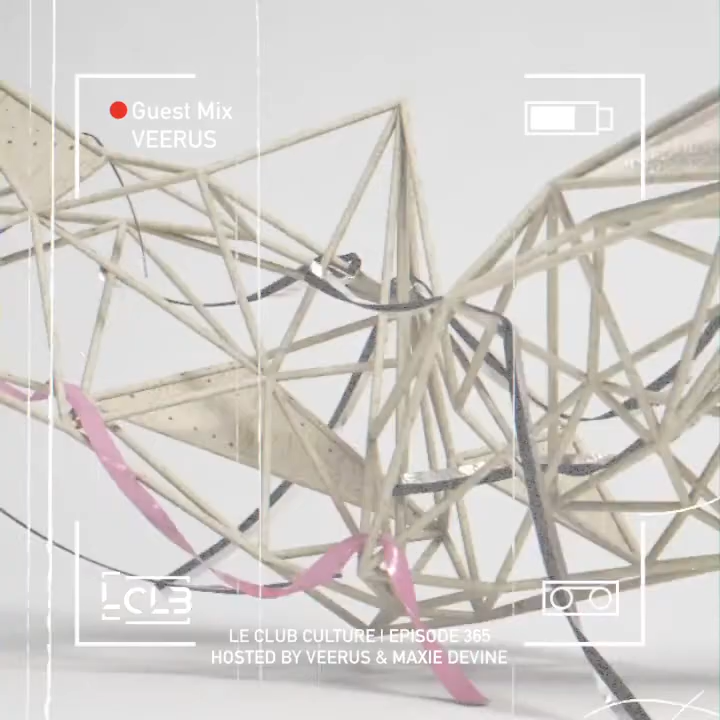 Guest Mix
VEERUS
LCLB
LE CLUB CULTURE | EPISODE 365
HOSTED BY VEERUS & MAXIE DEVINE